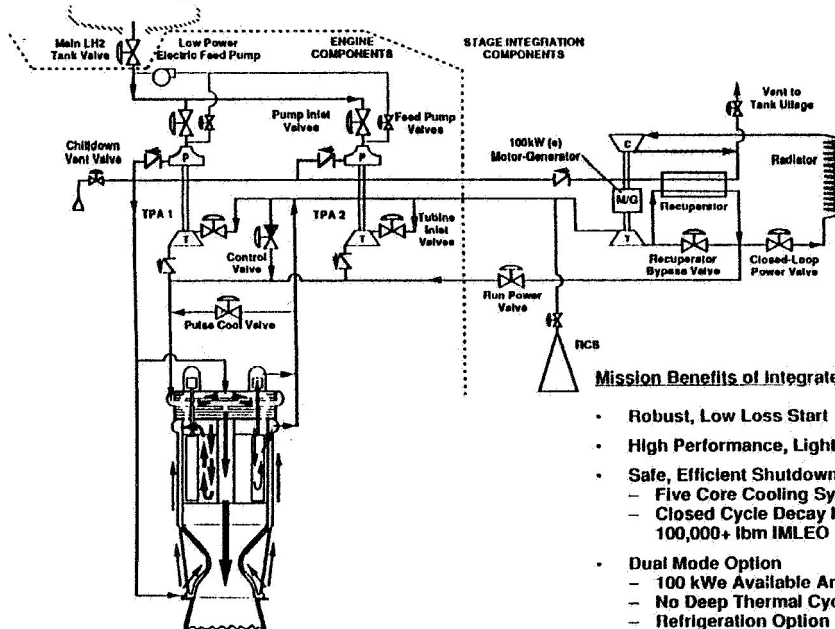 Main LH2
Tank Valve
Low Power
Electric Feed Pump
ENGINE
COMPONENTS
STAGE INTEGRATION
COMPONENTS
Pump Inlet
Valves
Feed Pump
Valves
Vent to
Tank Ullage
Chilldown
Vent Valve
P
P
100kW (e)
Motor-Generator
C
Radiator
M/G
Recuperator
TPA 1
TPA 2
Turbine
Inlet
Valves
T
T
T
Control
Valve
Recuperator
Bypass Valve
Closed-Loop
Power Valve
Run Power
Valve
Pulse Cool Valve
RCS
Mission Benefits of Integrate
• Robust, Low Loss Start
• High Performance, Light
• Safe, Efficient Shutdown
– Five Core Cooling Sy
– Closed Cycle Decay
100,000+ lbm IMLEO
• Dual Mode Option
– 100 kWe Available
– No Deep Thermal Cyc
– Refrigeration Option